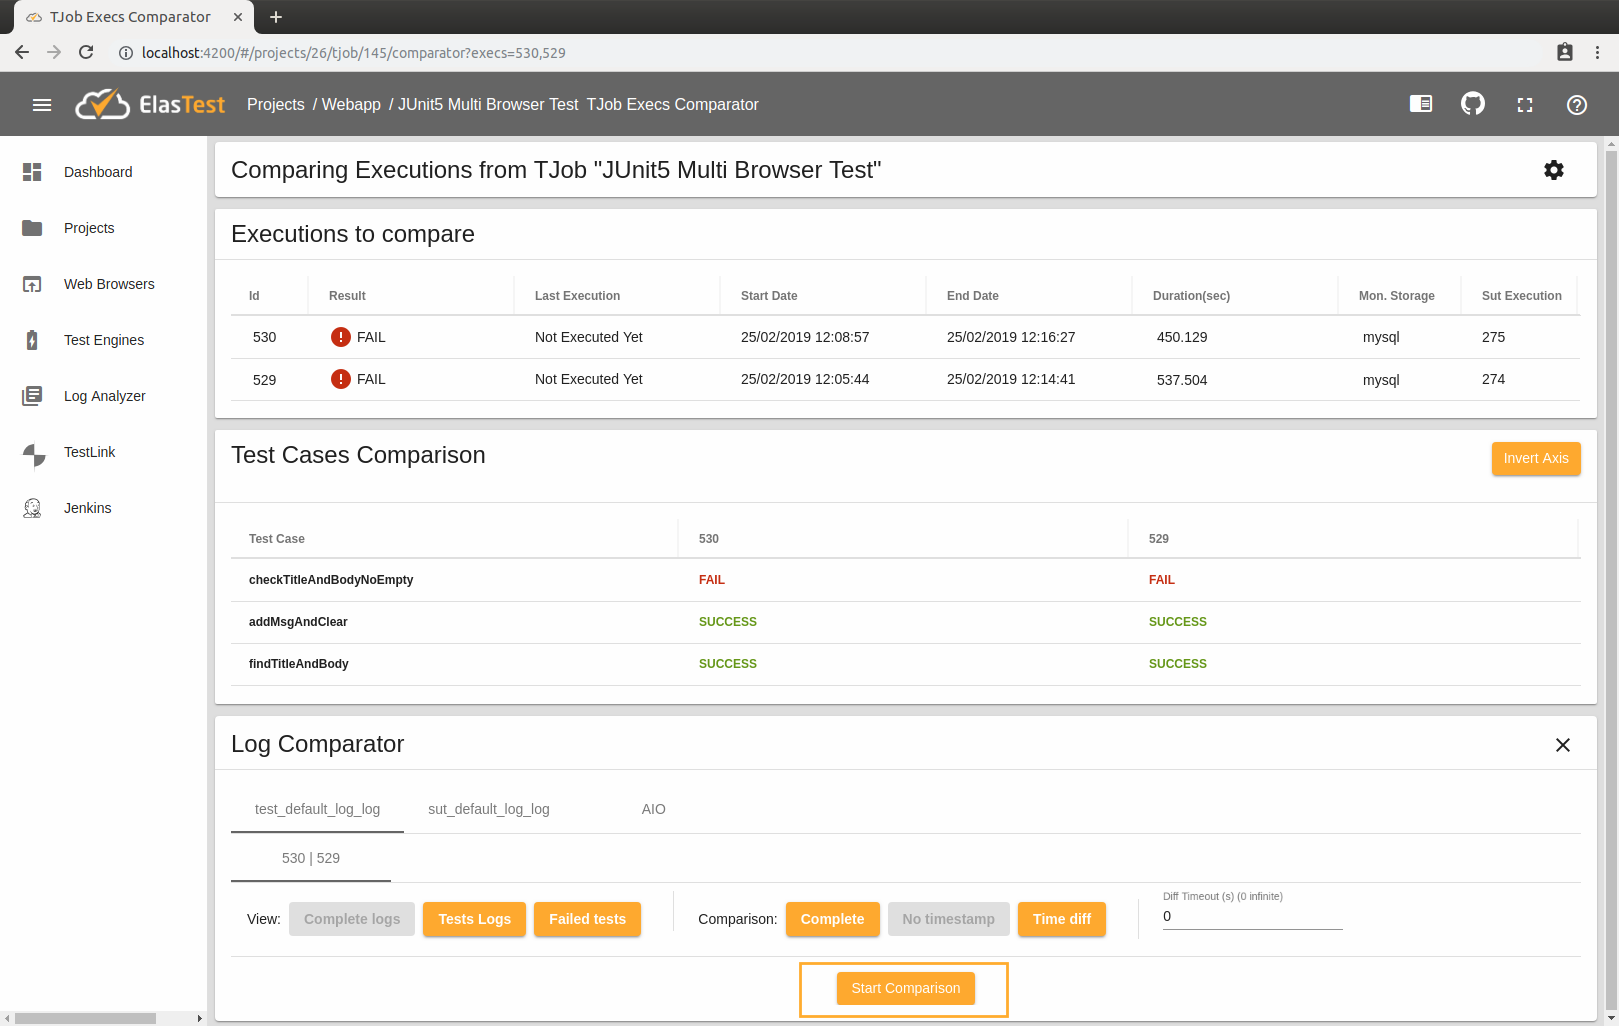 TJob Execs Comparator
localhost:4200/#/projects/26/tjob/145/comparator?execs=530,529
ElasTest Projects / Webapp / JUnit5 Multi Browser Test TJob Execs Comparator
Dashboard
Projects
Web Browsers
Test Engines
Log Analyzer
TestLink
Jenkins
Comparing Executions from TJob "JUnit5 Multi Browser Test"
Executions to compare
Id Result Last Execution Start Date End Date Duration(sec) Mon. Storage Sut Execution
530 FAIL Not Executed Yet 25/02/2019 12:08:57 25/02/2019 12:16:27 450.129 mysql 275
529 FAIL Not Executed Yet 25/02/2019 12:05:44 25/02/2019 12:14:41 537.504 mysql 274
Test Cases Comparison
Invert Axis
Test Case 530 529
checkTitleAndBodyNoEmpty FAIL FAIL
addMsgAndClear SUCCESS SUCCESS
findTitleAndBody SUCCESS SUCCESS
Log Comparator
test_default_log_log sut_default_log_log AIO
530 | 529
View: Complete logs Tests Logs Failed tests Comparison: Complete No timestamp Time diff
Diff Timeout (s) (0 infinite)
0
Start Comparison